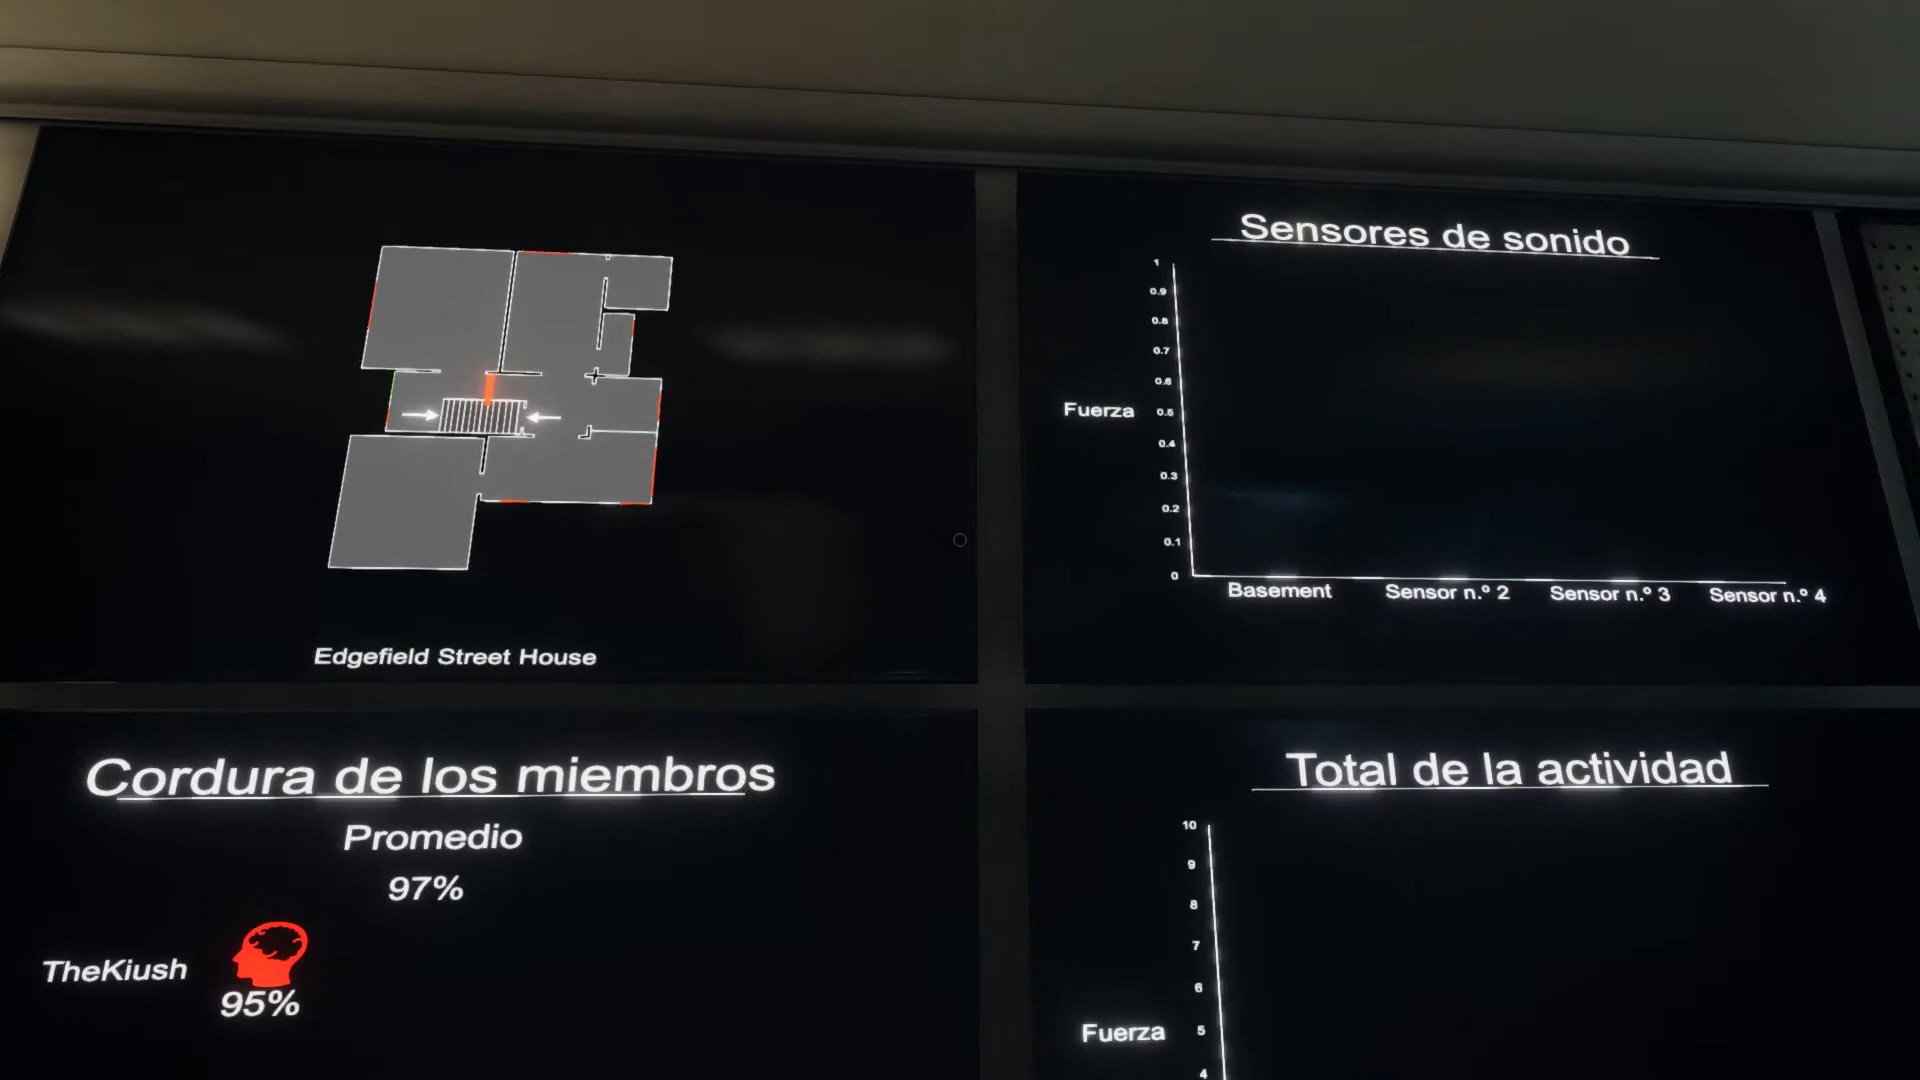 Edgefield Street House
Sensores de sonido
1
0.9
0.8
0.7
0.6
Fuerza
0.5
0.4
0.3
0.2
0.1
0
Basement
Sensor n.º 2
Sensor n.º 3
Sensor n.º 4
Cordura de los miembros
Promedio
97%
TheKiush
95%
Total de la actividad
10
9
8
7
6
Fuerza
5
4